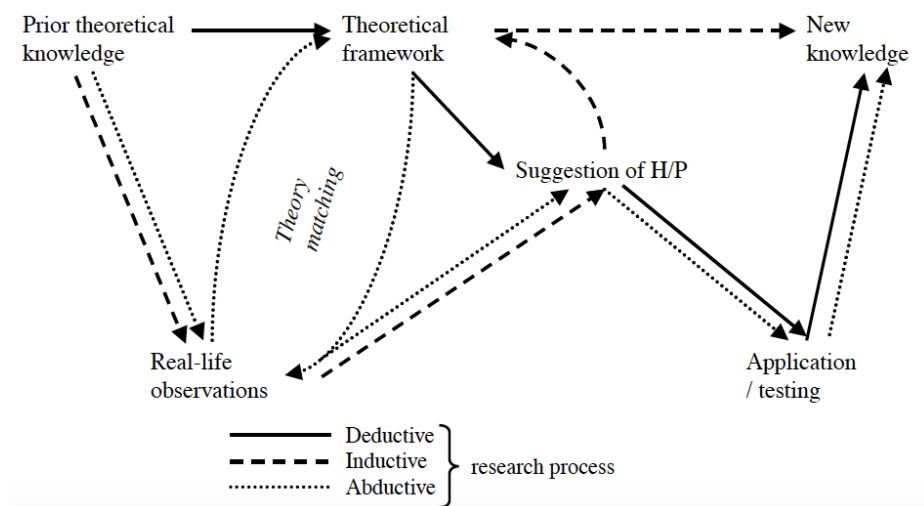 Prior theoretical
knowledge
Theoretical
framework
New
knowledge
Suggestion of H/P
Theory
matching
Real-life
observations
Application
/ testing
Deductive
Inductive
Abductive
research process